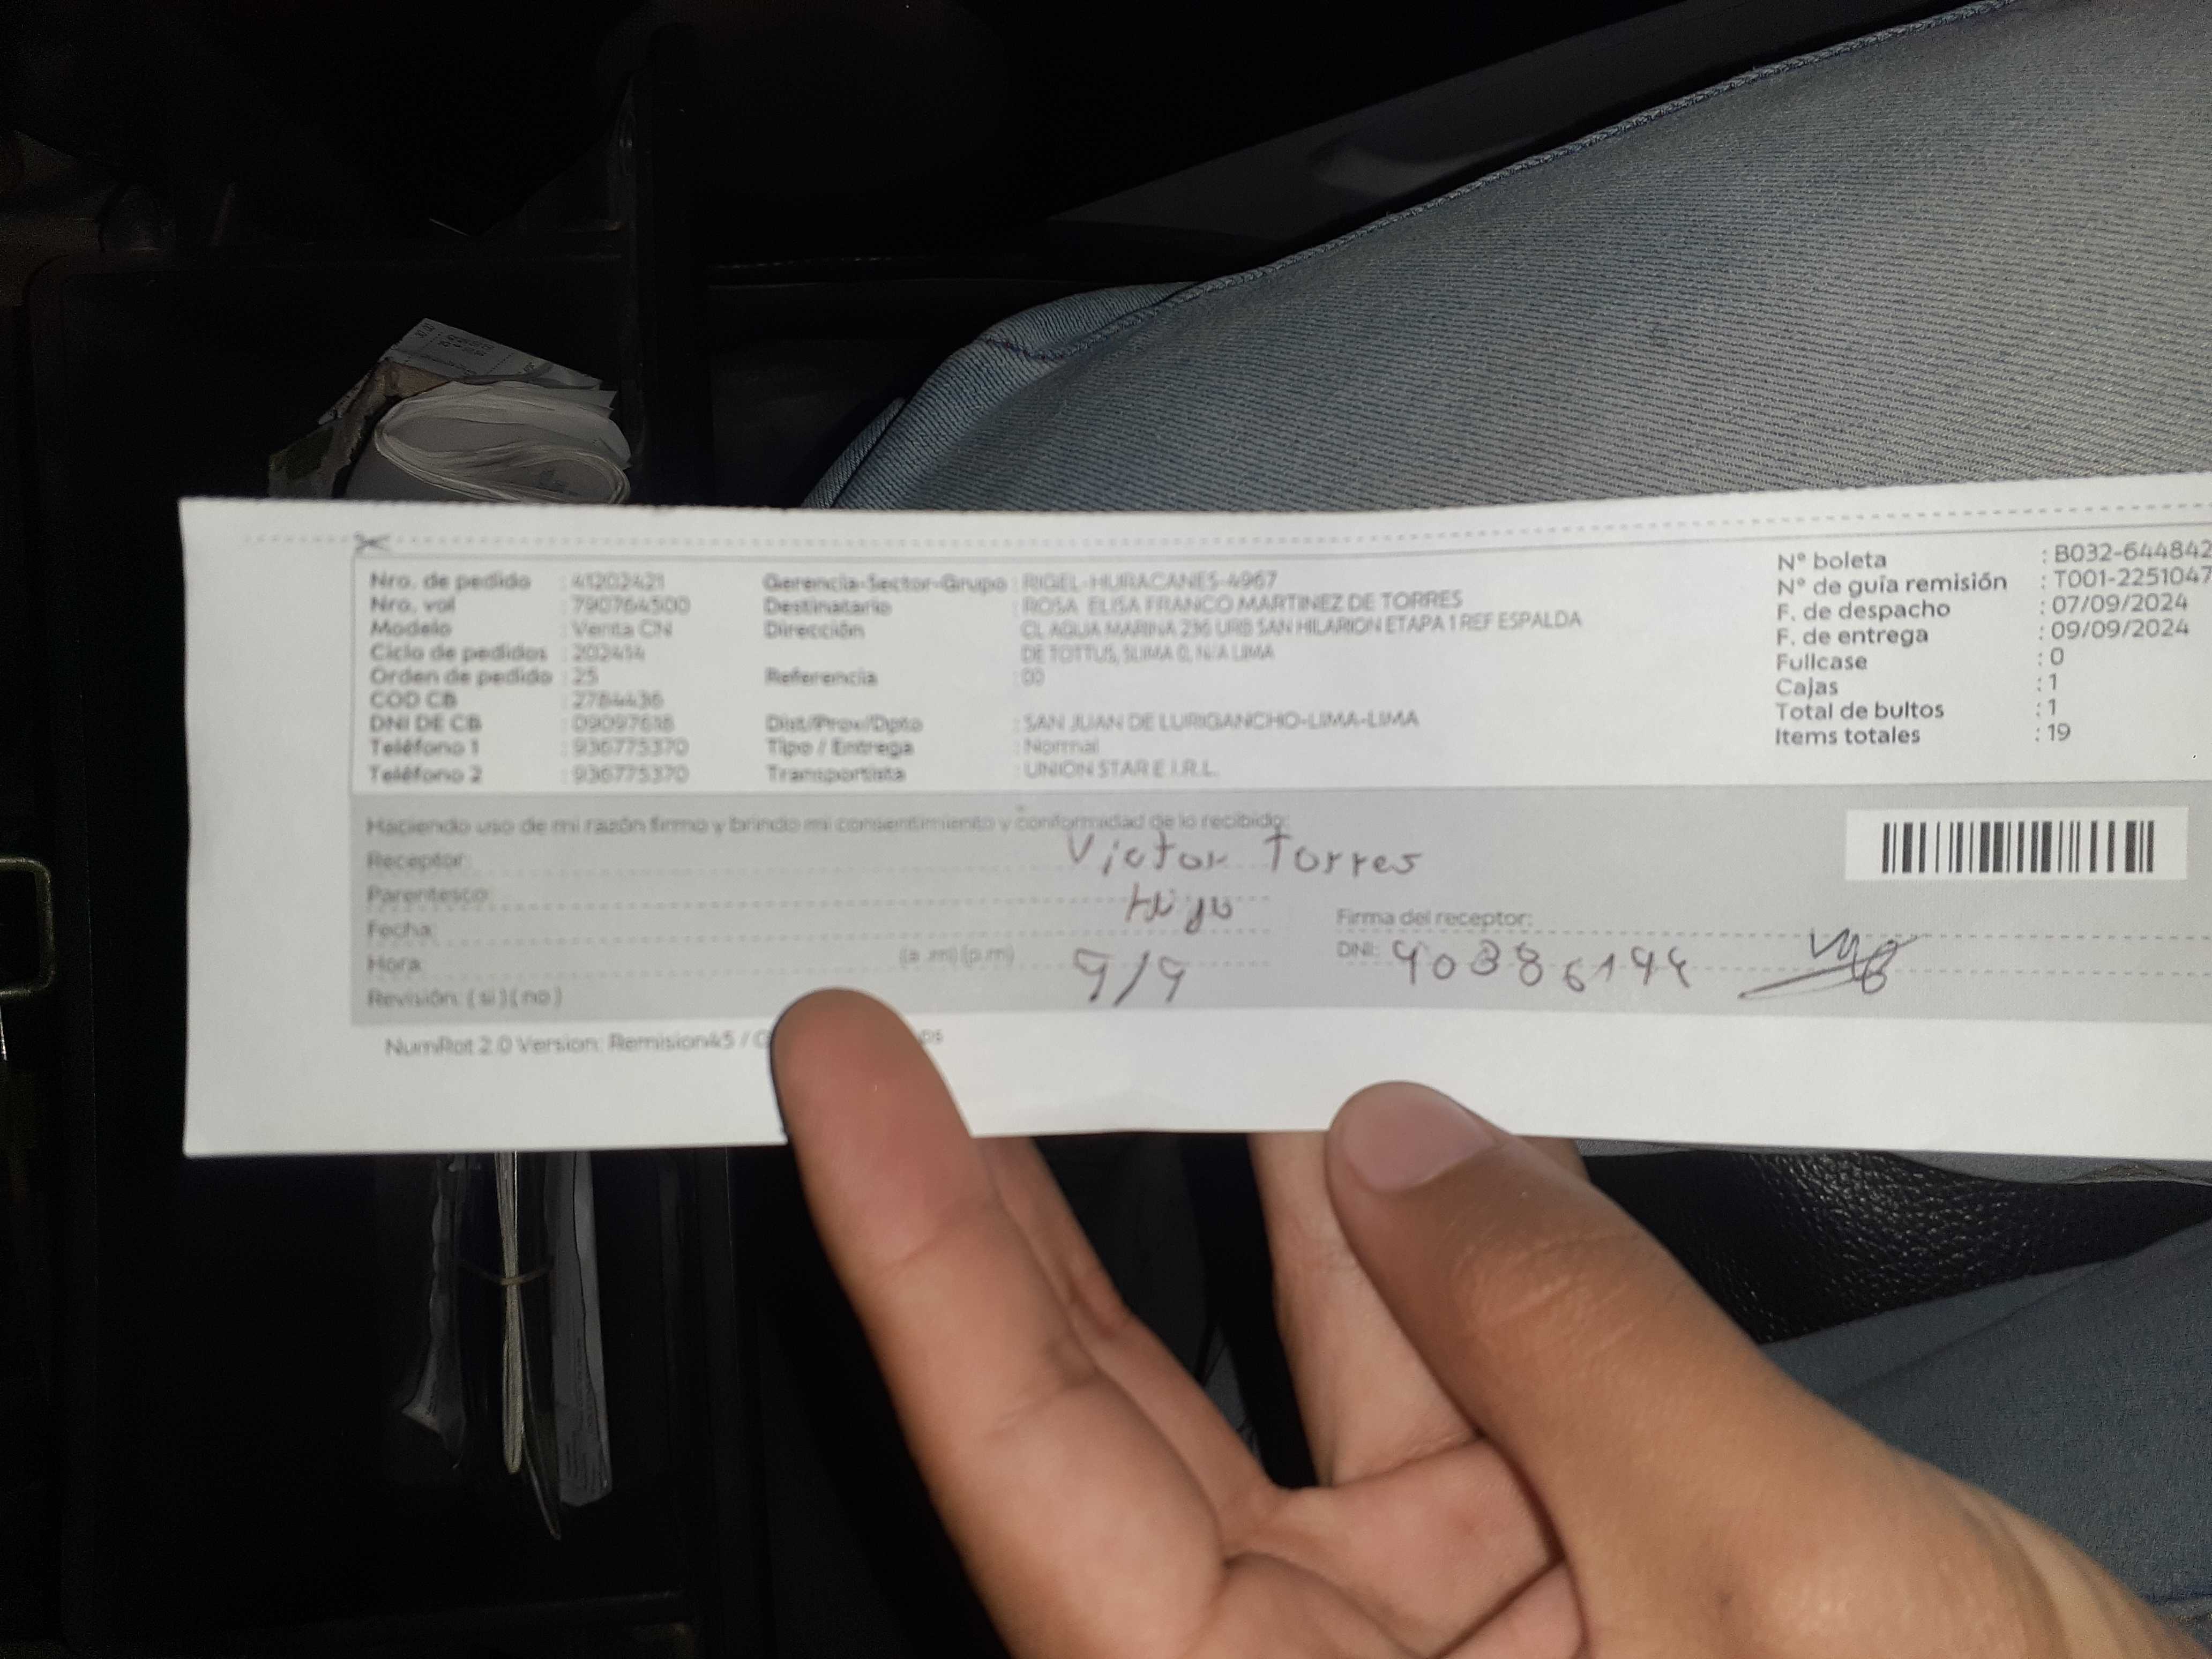 Nro. de pedido : 41202421
Nro. vol : 790764500
Modelo : Venta CN
Ciclo de pedidos : 202414
Orden de pedido : 25
COD CB : 2784436
DNI DE CB : 09097618
Teléfono 1 : 936775370
Teléfono 2 : 936775370
Gerencia-Sector-Grupo : RIGEL-HURACANES-4967
Destinatario : ROSA ELISA FRANCO MARTINEZ DE TORRES
Dirección : CL AGUA MARINA 236 URB SAN HILARION ETAPA 1 REF ESPALDA
DE TOTTUS, SLIMA 0, N/A LIMA
Referencia : 00
Dist/Prov/Dpto : SAN JUAN DE LURIGANCHO-LIMA-LIMA
Tipo / Entrega : Normal
Transportista : UNION STAR E.I.R.L.
N° boleta : B032-644842
N° de guía remisión : T001-2251047
F. de despacho : 07/09/2024
F. de entrega : 09/09/2024
Fullcase : 0
Cajas : 1
Total de bultos : 1
Items totales : 19
Haciendo uso de mi razón firmo y brindo mi consentimiento y conformidad de lo recibido:
Receptor: Victor Torres
Parentesco: Hijo
Fecha: 9/9
Hora: (a.m) (p.m)
Revisión: ( si ) ( no )
Firma del receptor:
DNI: 40386144
NumRot 2.0 Version: Remision45 /